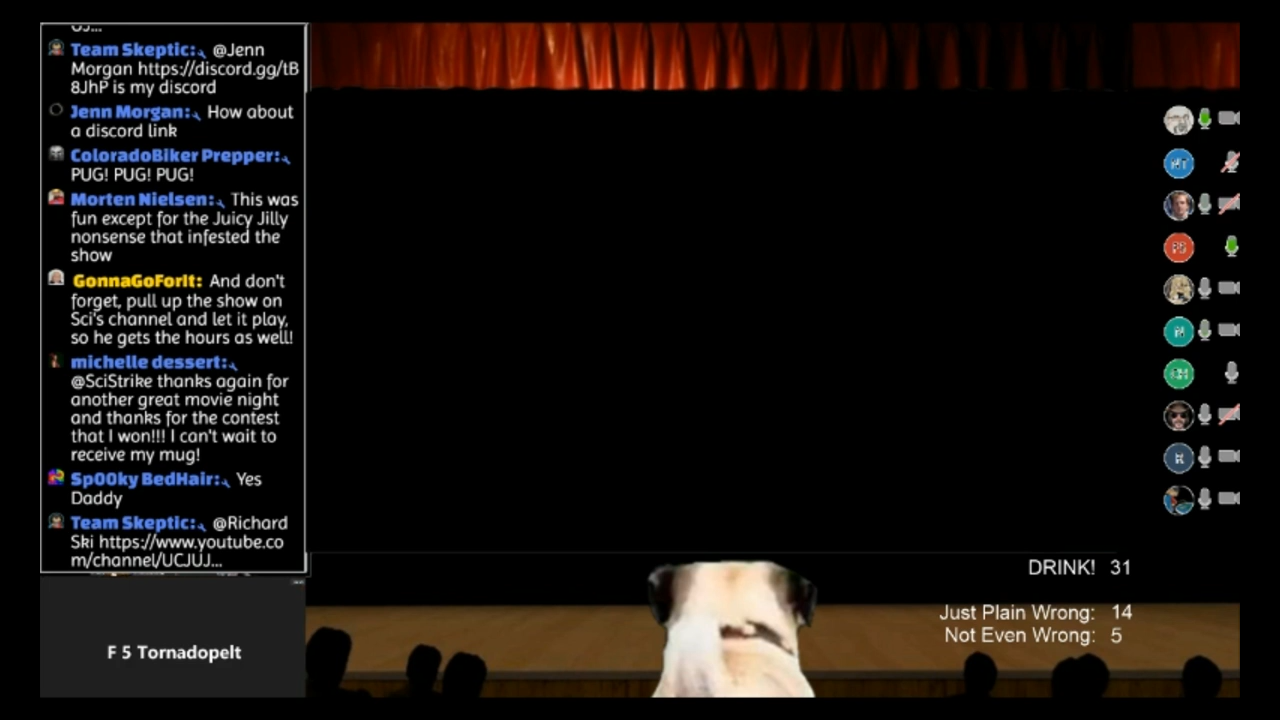 Team Skeptic: @Jenn
Morgan https://discord.gg/tB
8JhP is my discord
Jenn Morgan: How about
a discord link
ColoradoBiker Prepper:
PUG! PUG! PUG!
Morten Nielsen: This was
fun except for the Juicy Jilly
nonsense that infested the
show
GonnaGoForIt: And don't
forget, pull up the show on
Sci's channel and let it play,
so he gets the hours as well!
michelle dessert:
@SciStrike thanks again for
another great movie night
and thanks for the contest
that I won!!! I can't wait to
receive my mug!
Sp00ky BedHair: Yes
Daddy
Team Skeptic: @Richard
Ski https://www.youtube.co
m/channel/UCJUJ...
F 5 Tornadopelt
DRINK! 31
Just Plain Wrong: 14
Not Even Wrong: 5